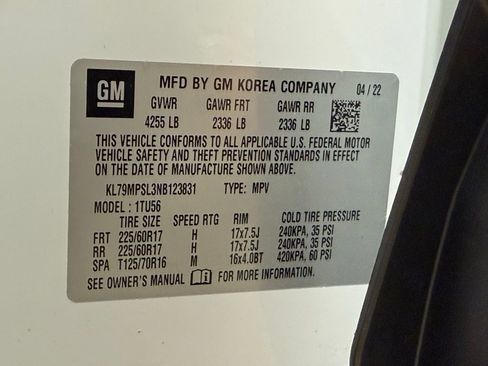 GM MFD BY GM KOREA COMPANY 04 / 22
GVWR GAWR FRT GAWR RR
4255 LB 2336 LB 2336 LB
THIS VEHICLE CONFORMS TO ALL APPLICABLE U.S. FEDERAL MOTOR
VEHICLE SAFETY AND THEFT PREVENTION STANDARDS IN EFFECT
ON THE DATE OF MANUFACTURE SHOWN ABOVE.
KL79MPSL3NB123831 TYPE: MPV
MODEL : 1TU56
TIRE SIZE SPEED RTG RIM COLD TIRE PRESSURE
FRT 225/60R17 H 17x7.5J 240KPA, 35 PSI
RR 225/60R17 H 17x7.5J 240KPA, 35 PSI
SPA T125/70R16 M 16x4.0BT 420KPA, 60 PSI
SEE OWNER'S MANUAL FOR MORE INFORMATION.